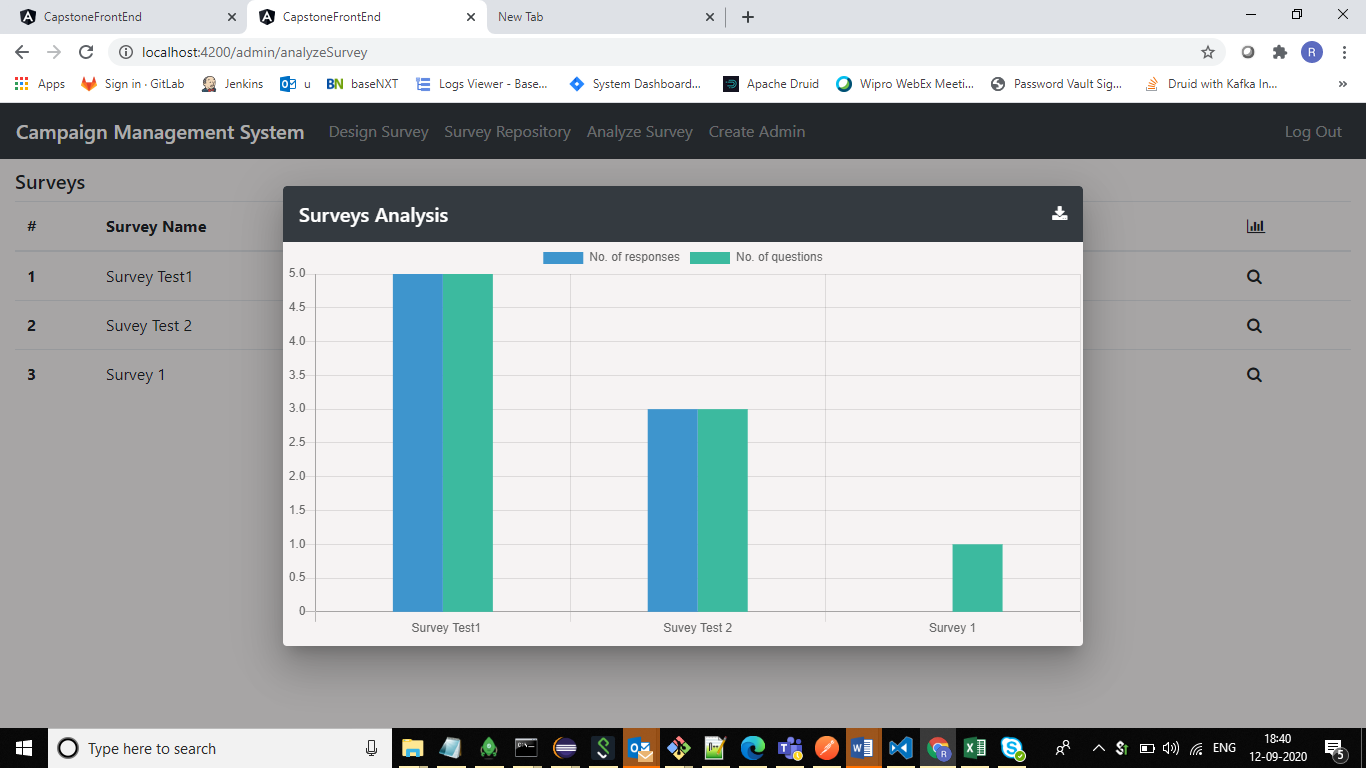 CapstoneFrontEnd
CapstoneFrontEnd
New Tab
localhost:4200/admin/analyzeSurvey
R
Apps
Sign in · GitLab
Jenkins
u
BN baseNXT
Logs Viewer - Base...
System Dashboard...
Apache Druid
Wipro WebEx Meeti...
Password Vault Sig...
Druid with Kafka In...
»
Campaign Management System Design Survey Survey Repository Analyze Survey Create Admin Log Out
Surveys
# Survey Name
1 Survey Test1
2 Suvey Test 2
3 Survey 1
Surveys Analysis
No. of responses No. of questions
5.0
4.5
4.0
3.5
3.0
2.5
2.0
1.5
1.0
0.5
0
Survey Test1 Suvey Test 2 Survey 1
Type here to search
ENG
18:40
12-09-2020
5